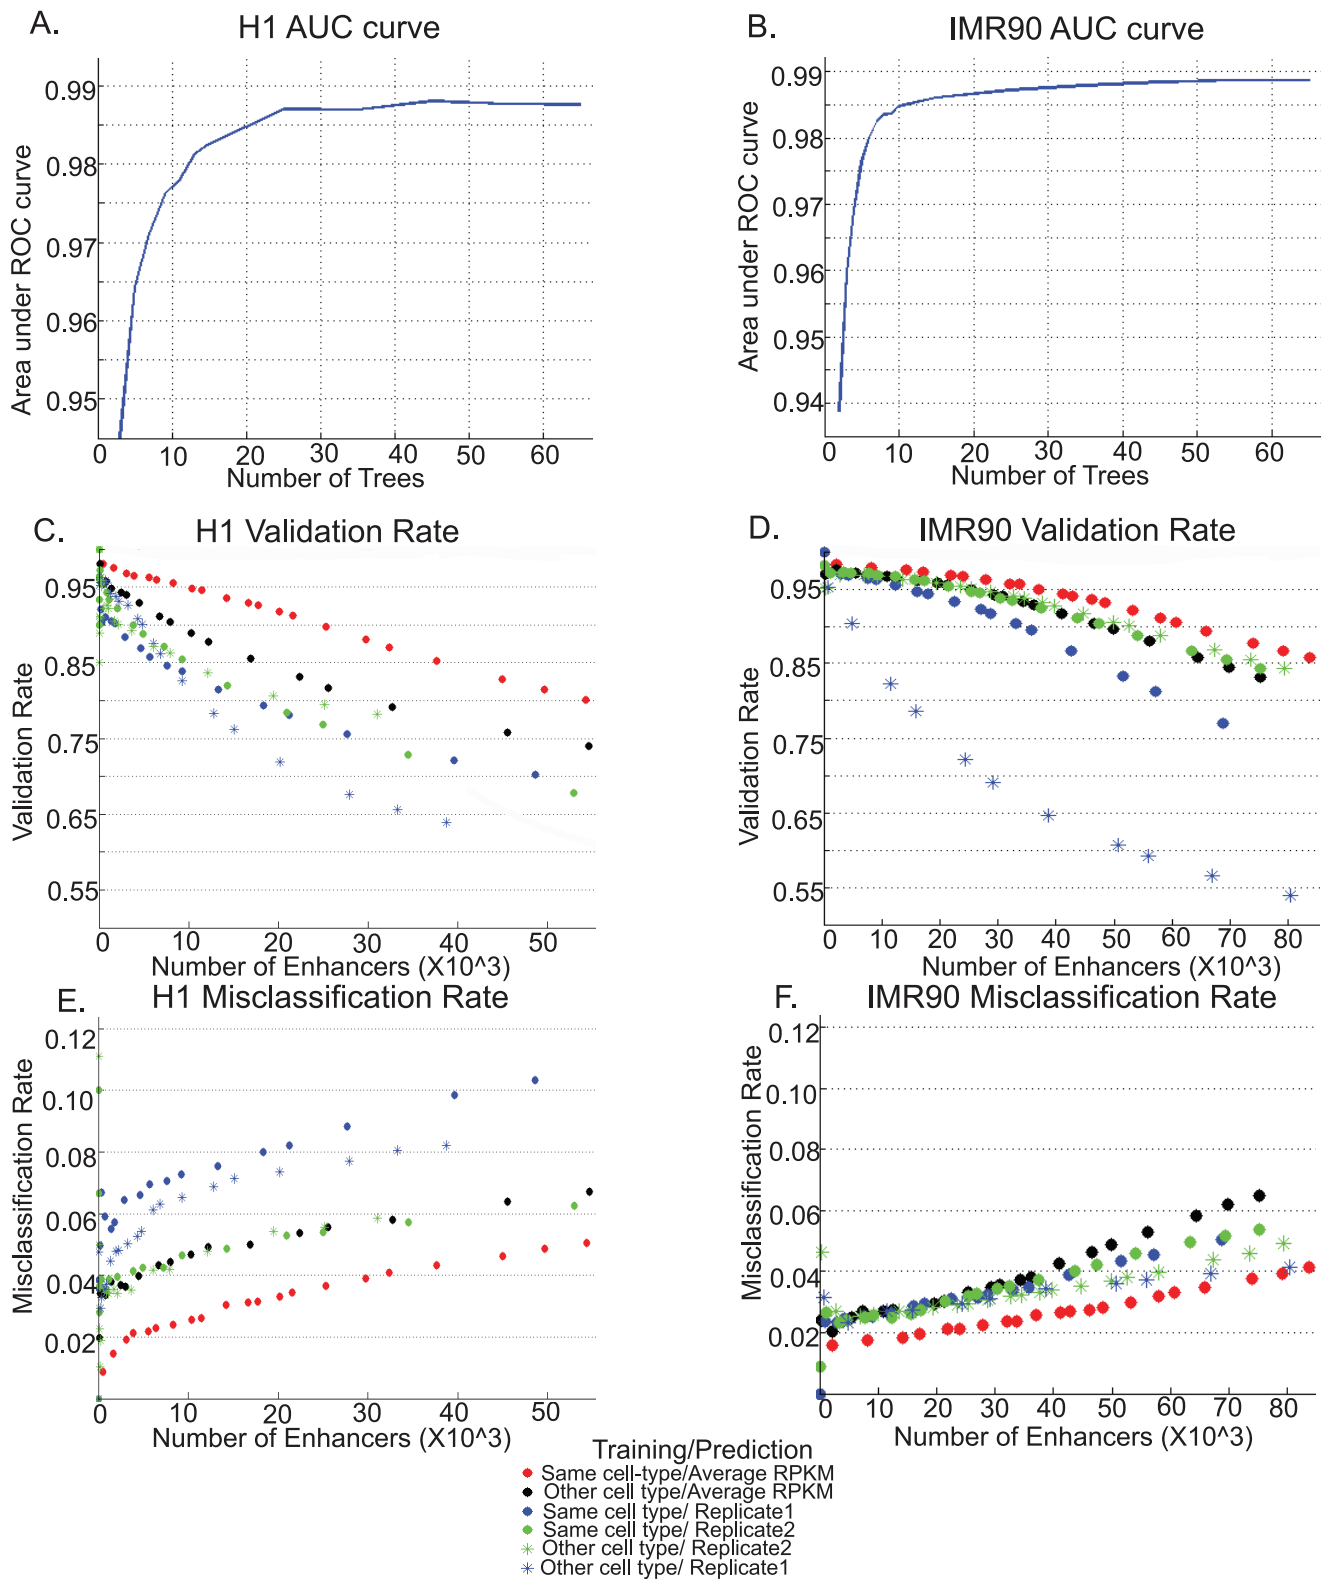 A.
H1 AUC curve
0.99
0.98
0.97
0.96
0.95
Area under ROC curve
0 10 20 30 40 50 60
Number of Trees
B.
IMR90 AUC curve
0.99
0.98
0.97
0.96
0.95
0.94
Area under ROC curve
0 10 20 30 40 50 60
Number of Trees
C.
H1 Validation Rate
0.95
0.85
0.75
0.65
0.55
Validation Rate
0 10 20 30 40 50
Number of Enhancers (X10^3)
D.
IMR90 Validation Rate
0.95
0.85
0.75
0.65
0.55
Validation Rate
0 10 20 30 40 50 60 70 80
Number of Enhancers (X10^3)
E.
H1 Misclassification Rate
0.12
0.10
0.08
0.06
0.04
0.02
Misclassification Rate
0 10 20 30 40 50
Number of Enhancers (X10^3)
F.
IMR90 Misclassification Rate
0.12
0.10
0.08
0.06
0.04
0.02
Misclassification Rate
0 10 20 30 40 50 60 70 80
Number of Enhancers (X10^3)
Training/Prediction
Same cell-type/Average RPKM
Other cell type/Average RPKM
Same cell type/ Replicate1
Same cell type/ Replicate2
Other cell type/ Replicate2
Other cell type/ Replicate1